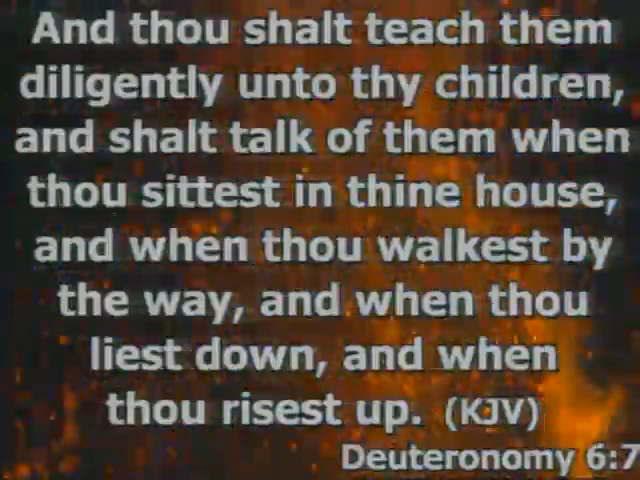 And thou shalt teach them
diligently unto thy children,
and shalt talk of them when
thou sittest in thine house,
and when thou walkest by
the way, and when thou
liest down, and when
thou risest up. (KJV)
Deuteronomy 6:7